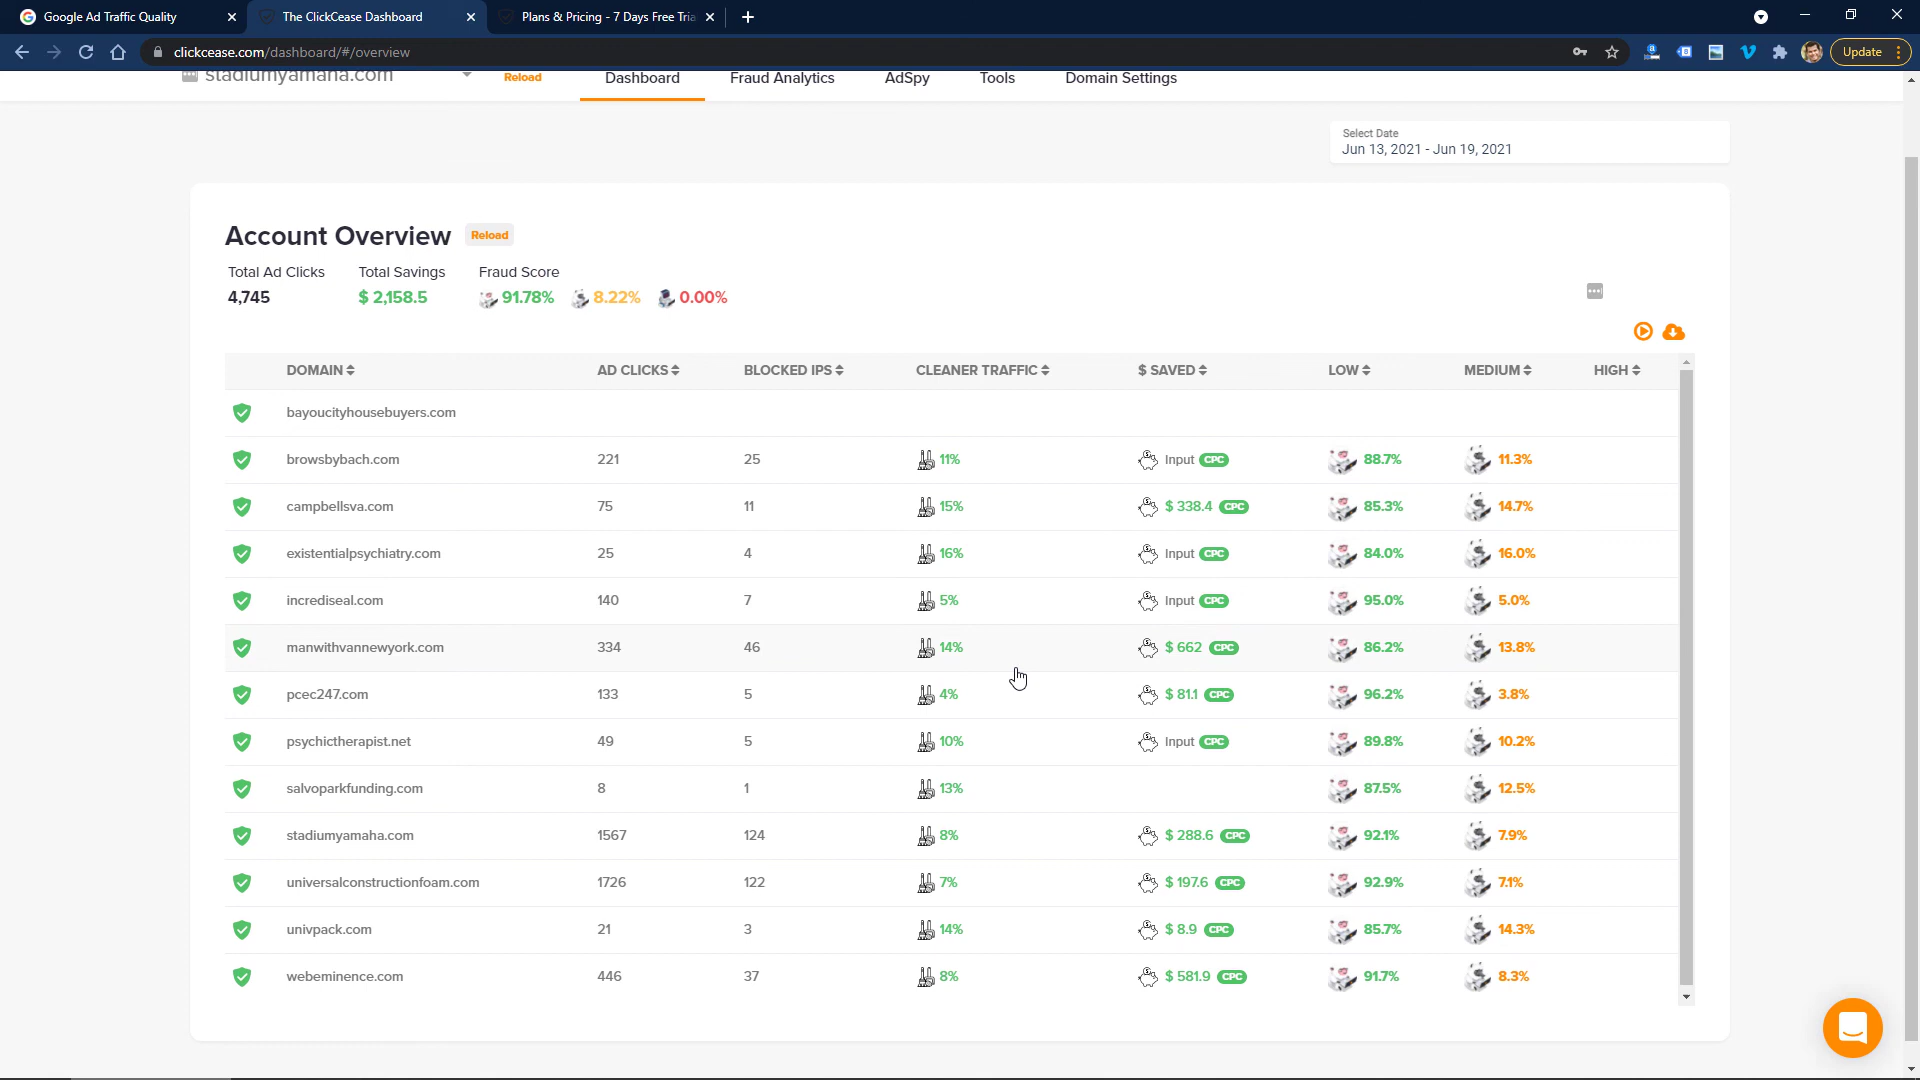 Google Ad Traffic Quality
The ClickCease Dashboard
Plans & Pricing - 7 Days Free Tria
clickcease.com/dashboard/#/overview
Update
stadiumyamaha.com
Reload
Dashboard
Fraud Analytics
AdSpy
Tools
Domain Settings
Select Date
Jun 13, 2021 - Jun 19, 2021
Account Overview Reload
Total Ad Clicks Total Savings Fraud Score
4,745 $ 2,158.5 91.78% 8.22% 0.00%
DOMAIN AD CLICKS BLOCKED IPS CLEANER TRAFFIC $ SAVED LOW MEDIUM HIGH
bayoucityhousebuyers.com
browsbybach.com 221 25 11% Input CPC 88.7% 11.3%
campbellsva.com 75 11 15% $ 338.4 CPC 85.3% 14.7%
existentialpsychiatry.com 25 4 16% Input CPC 84.0% 16.0%
incrediseal.com 140 7 5% Input CPC 95.0% 5.0%
manwithvannewyork.com 334 46 14% $ 662 CPC 86.2% 13.8%
pcec247.com 133 5 4% $ 81.1 CPC 96.2% 3.8%
psychictherapist.net 49 5 10% Input CPC 89.8% 10.2%
salvoparkfunding.com 8 1 13% 87.5% 12.5%
stadiumyamaha.com 1567 124 8% $ 288.6 CPC 92.1% 7.9%
universalconstructionfoam.com 1726 122 7% $ 197.6 CPC 92.9% 7.1%
univpack.com 21 3 14% $ 8.9 CPC 85.7% 14.3%
webeminence.com 446 37 8% $ 581.9 CPC 91.7% 8.3%